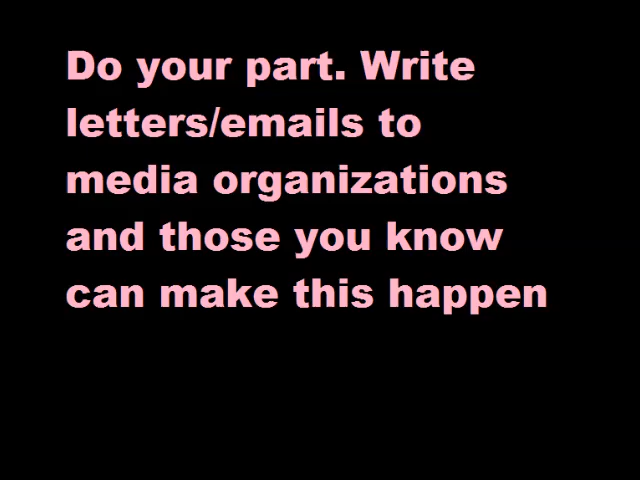 Do your part. Write
letters/emails to
media organizations
and those you know
can make this happen